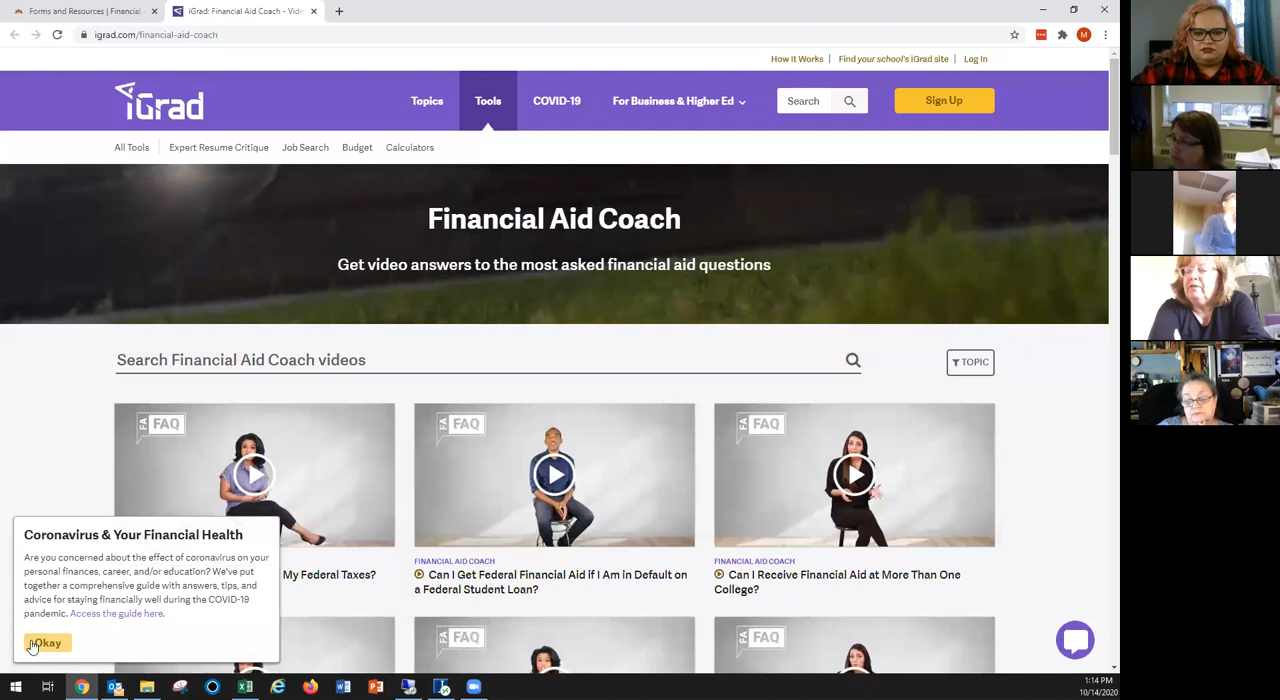 Forms and Resources | Financial
iGrad: Financial Aid Coach - Vide
igrad.com/financial-aid-coach
M
How It Works | Find your school's iGrad site | Log In
iGrad
Topics
Tools
COVID-19
For Business & Higher Ed
Search
Sign Up
All Tools
Expert Resume Critique
Job Search
Budget
Calculators
Financial Aid Coach
Get video answers to the most asked financial aid questions
Search Financial Aid Coach videos
TOPIC
FA FAQ
FA FAQ
FA FAQ
My Federal Taxes?
FINANCIAL AID COACH
Can I Get Federal Financial Aid if I Am in Default on
a Federal Student Loan?
FINANCIAL AID COACH
Can I Receive Financial Aid at More Than One
College?
FAQ
FAQ
Coronavirus & Your Financial Health
Are you concerned about the effect of coronavirus on your
personal finances, career, and/or education? We've put
together a comprehensive guide with answers, tips, and
advice for staying financially well during the COVID-19
pandemic. Access the guide here.
Okay
1:14 PM
10/14/2020